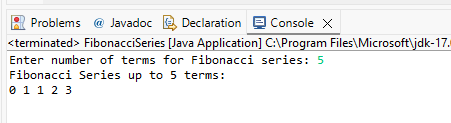 Problems @ Javadoc Declaration Console ×
<terminated> FibonacciSeries [Java Application] C:\Program Files\Microsoft\jdk-17.
Enter number of terms for Fibonacci series: 5
Fibonacci Series up to 5 terms:
0 1 1 2 3